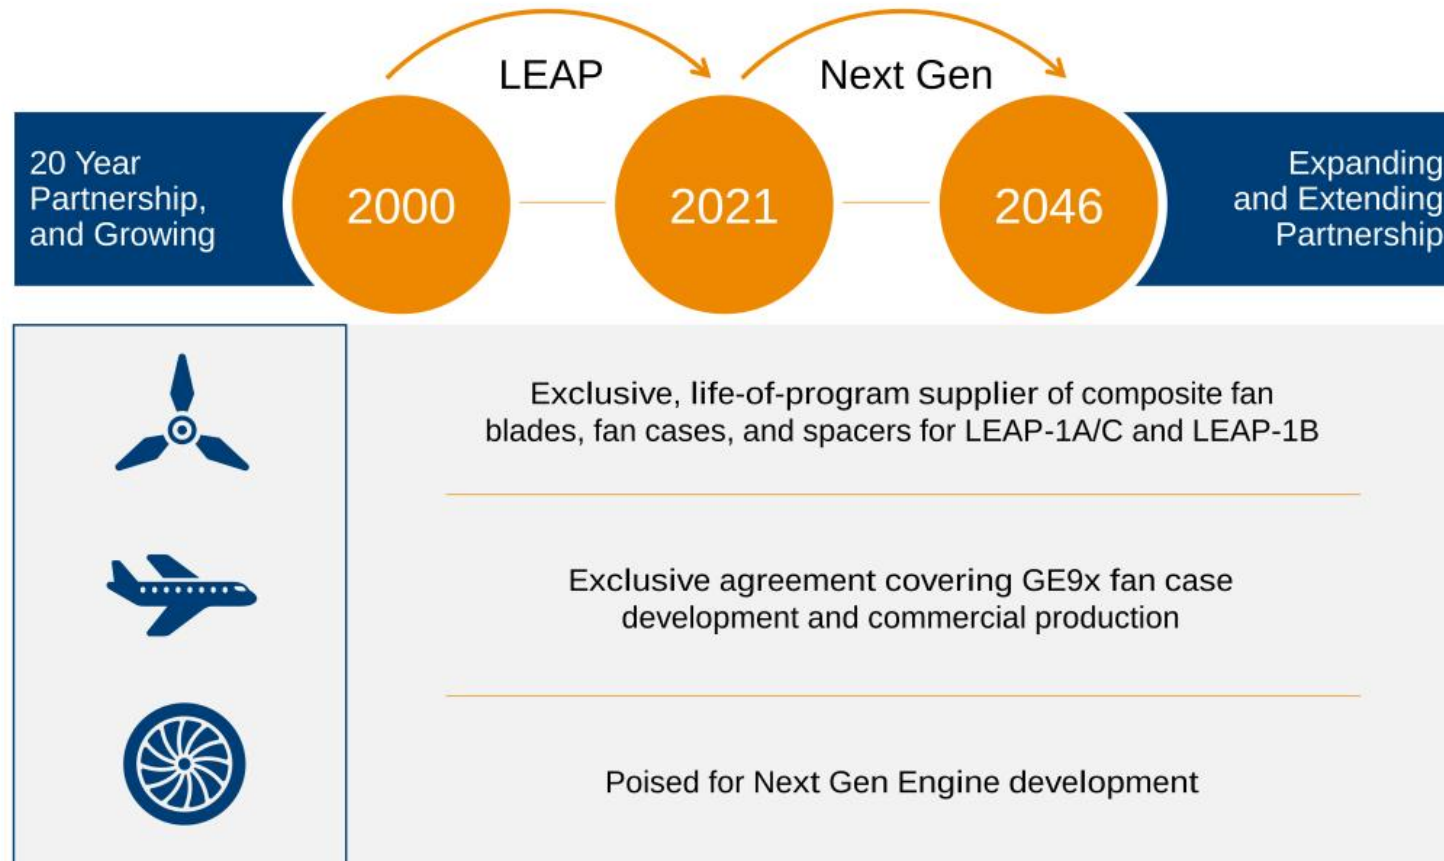 LEAP
Next Gen
20 Year
Partnership,
and Growing
2000
2021
2046
Expanding
and Extending
Partnership
Exclusive, life-of-program supplier of composite fan
blades, fan cases, and spacers for LEAP-1A/C and LEAP-1B
Exclusive agreement covering GE9x fan case
development and commercial production
Poised for Next Gen Engine development